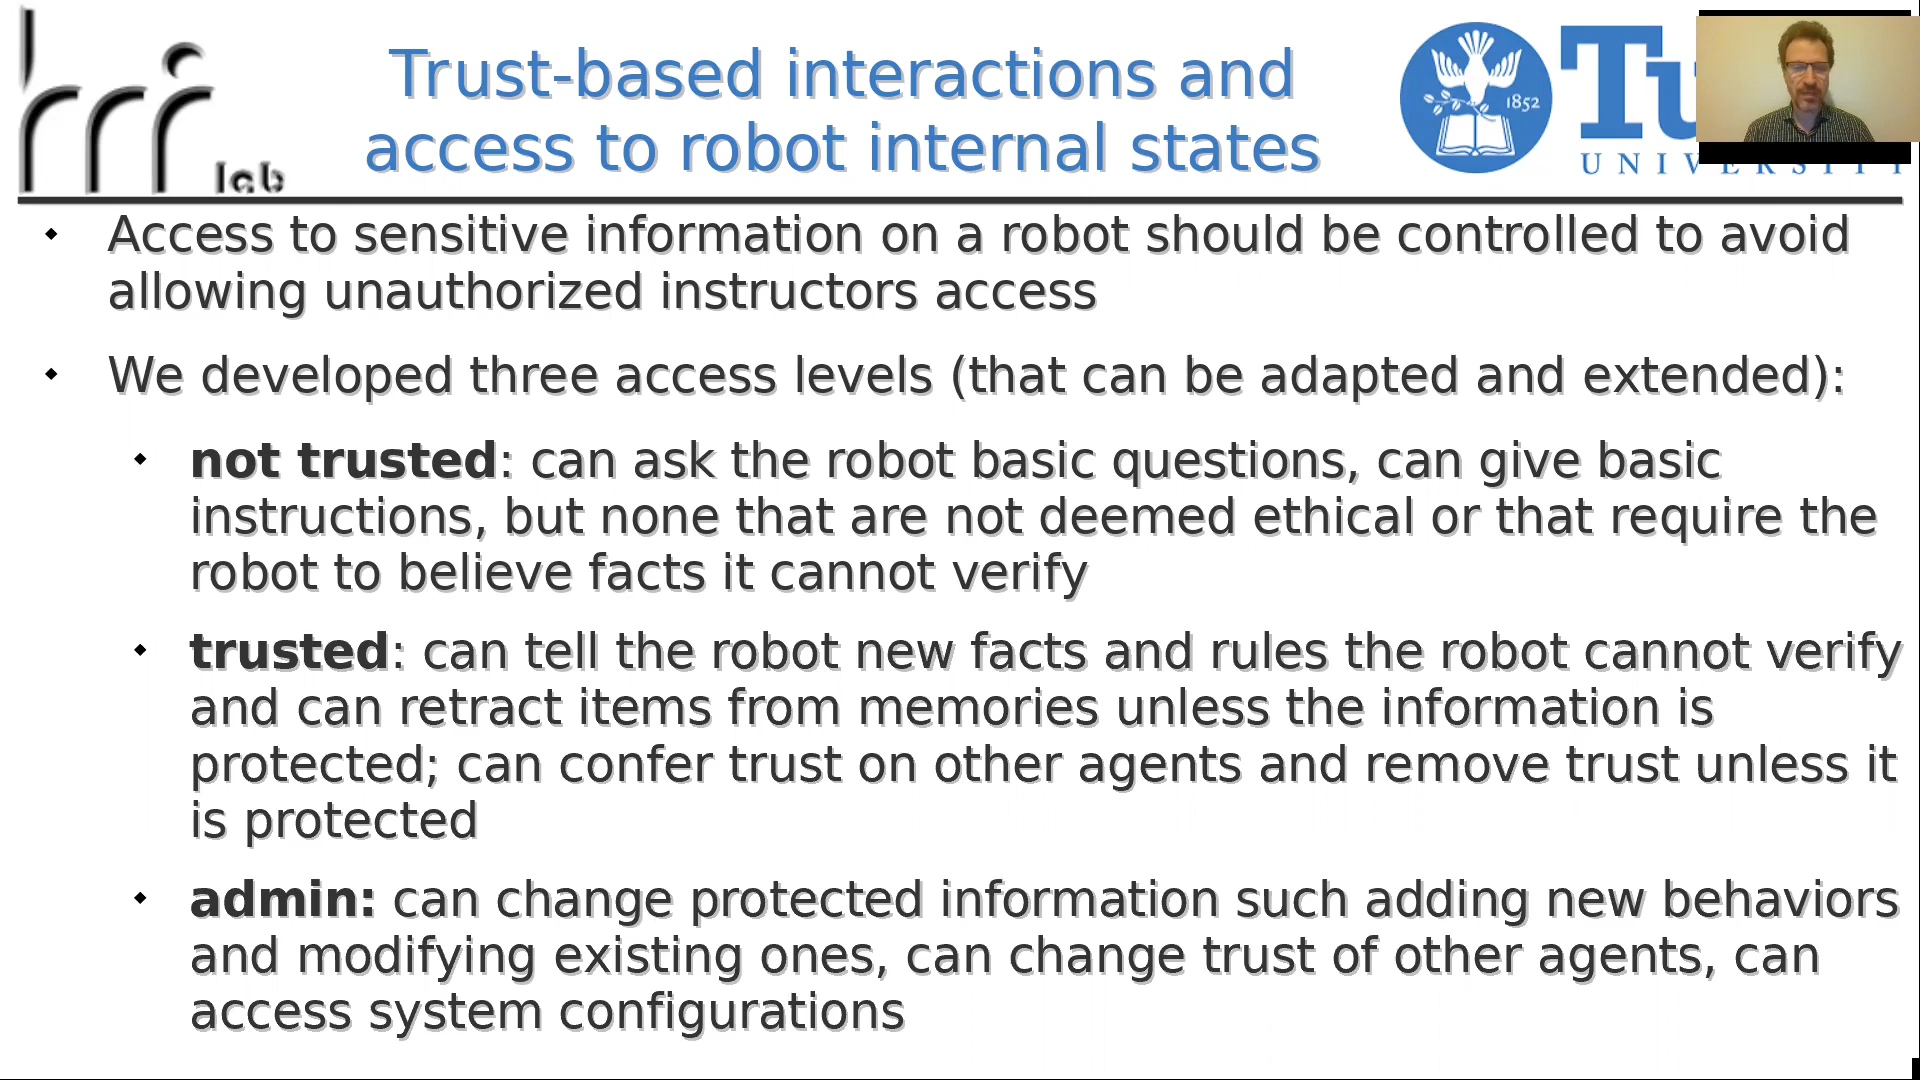 hrr lab
Trust-based interactions and
access to robot internal states
1852
Tu
UNIVERSITY
Access to sensitive information on a robot should be controlled to avoid
allowing unauthorized instructors access
We developed three access levels (that can be adapted and extended):
not trusted: can ask the robot basic questions, can give basic
instructions, but none that are not deemed ethical or that require the
robot to believe facts it cannot verify
trusted: can tell the robot new facts and rules the robot cannot verify
and can retract items from memories unless the information is
protected; can confer trust on other agents and remove trust unless it
is protected
admin: can change protected information such adding new behaviors
and modifying existing ones, can change trust of other agents, can
access system configurations